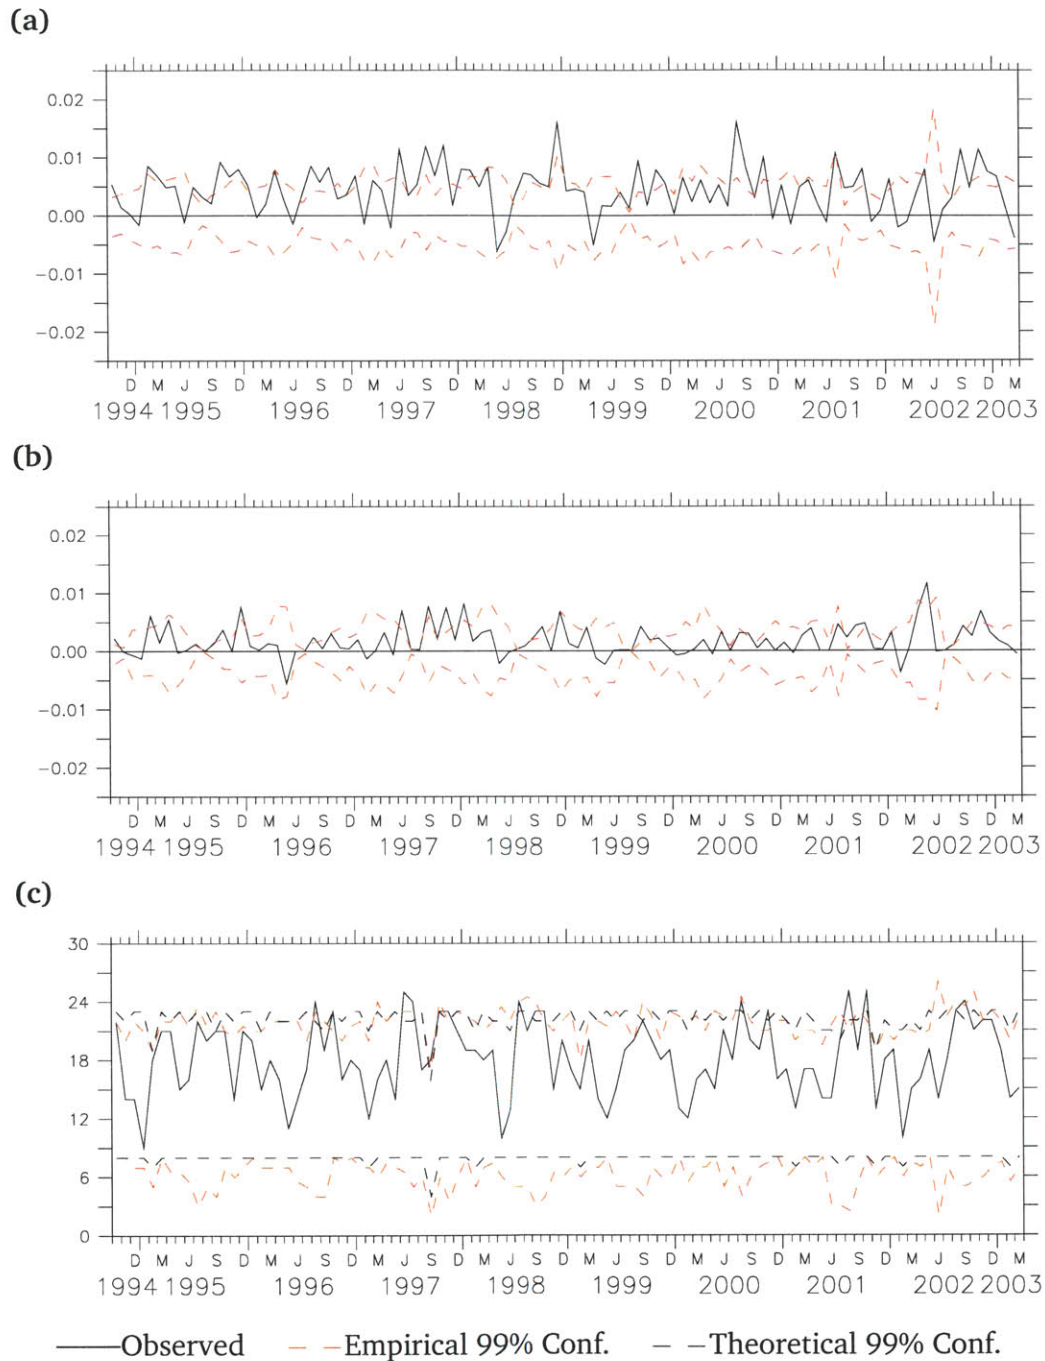 (a)
0.02
0.01
0.00
−0.01
−0.02
D M J S D M J S D M J S D M J S D M J S D M J S D M J S D M J S D M
1994 1995 1996 1997 1998 1999 2000 2001 2002 2003
(b)
0.02
0.01
0.00
−0.01
−0.02
D M J S D M J S D M J S D M J S D M J S D M J S D M J S D M J S D M
1994 1995 1996 1997 1998 1999 2000 2001 2002 2003
(c)
30
24
18
12
6
0
D M J S D M J S D M J S D M J S D M J S D M J S D M J S D M J S D M
1994 1995 1996 1997 1998 1999 2000 2001 2002 2003
Observed Empirical 99% Conf. Theoretical 99% Conf.